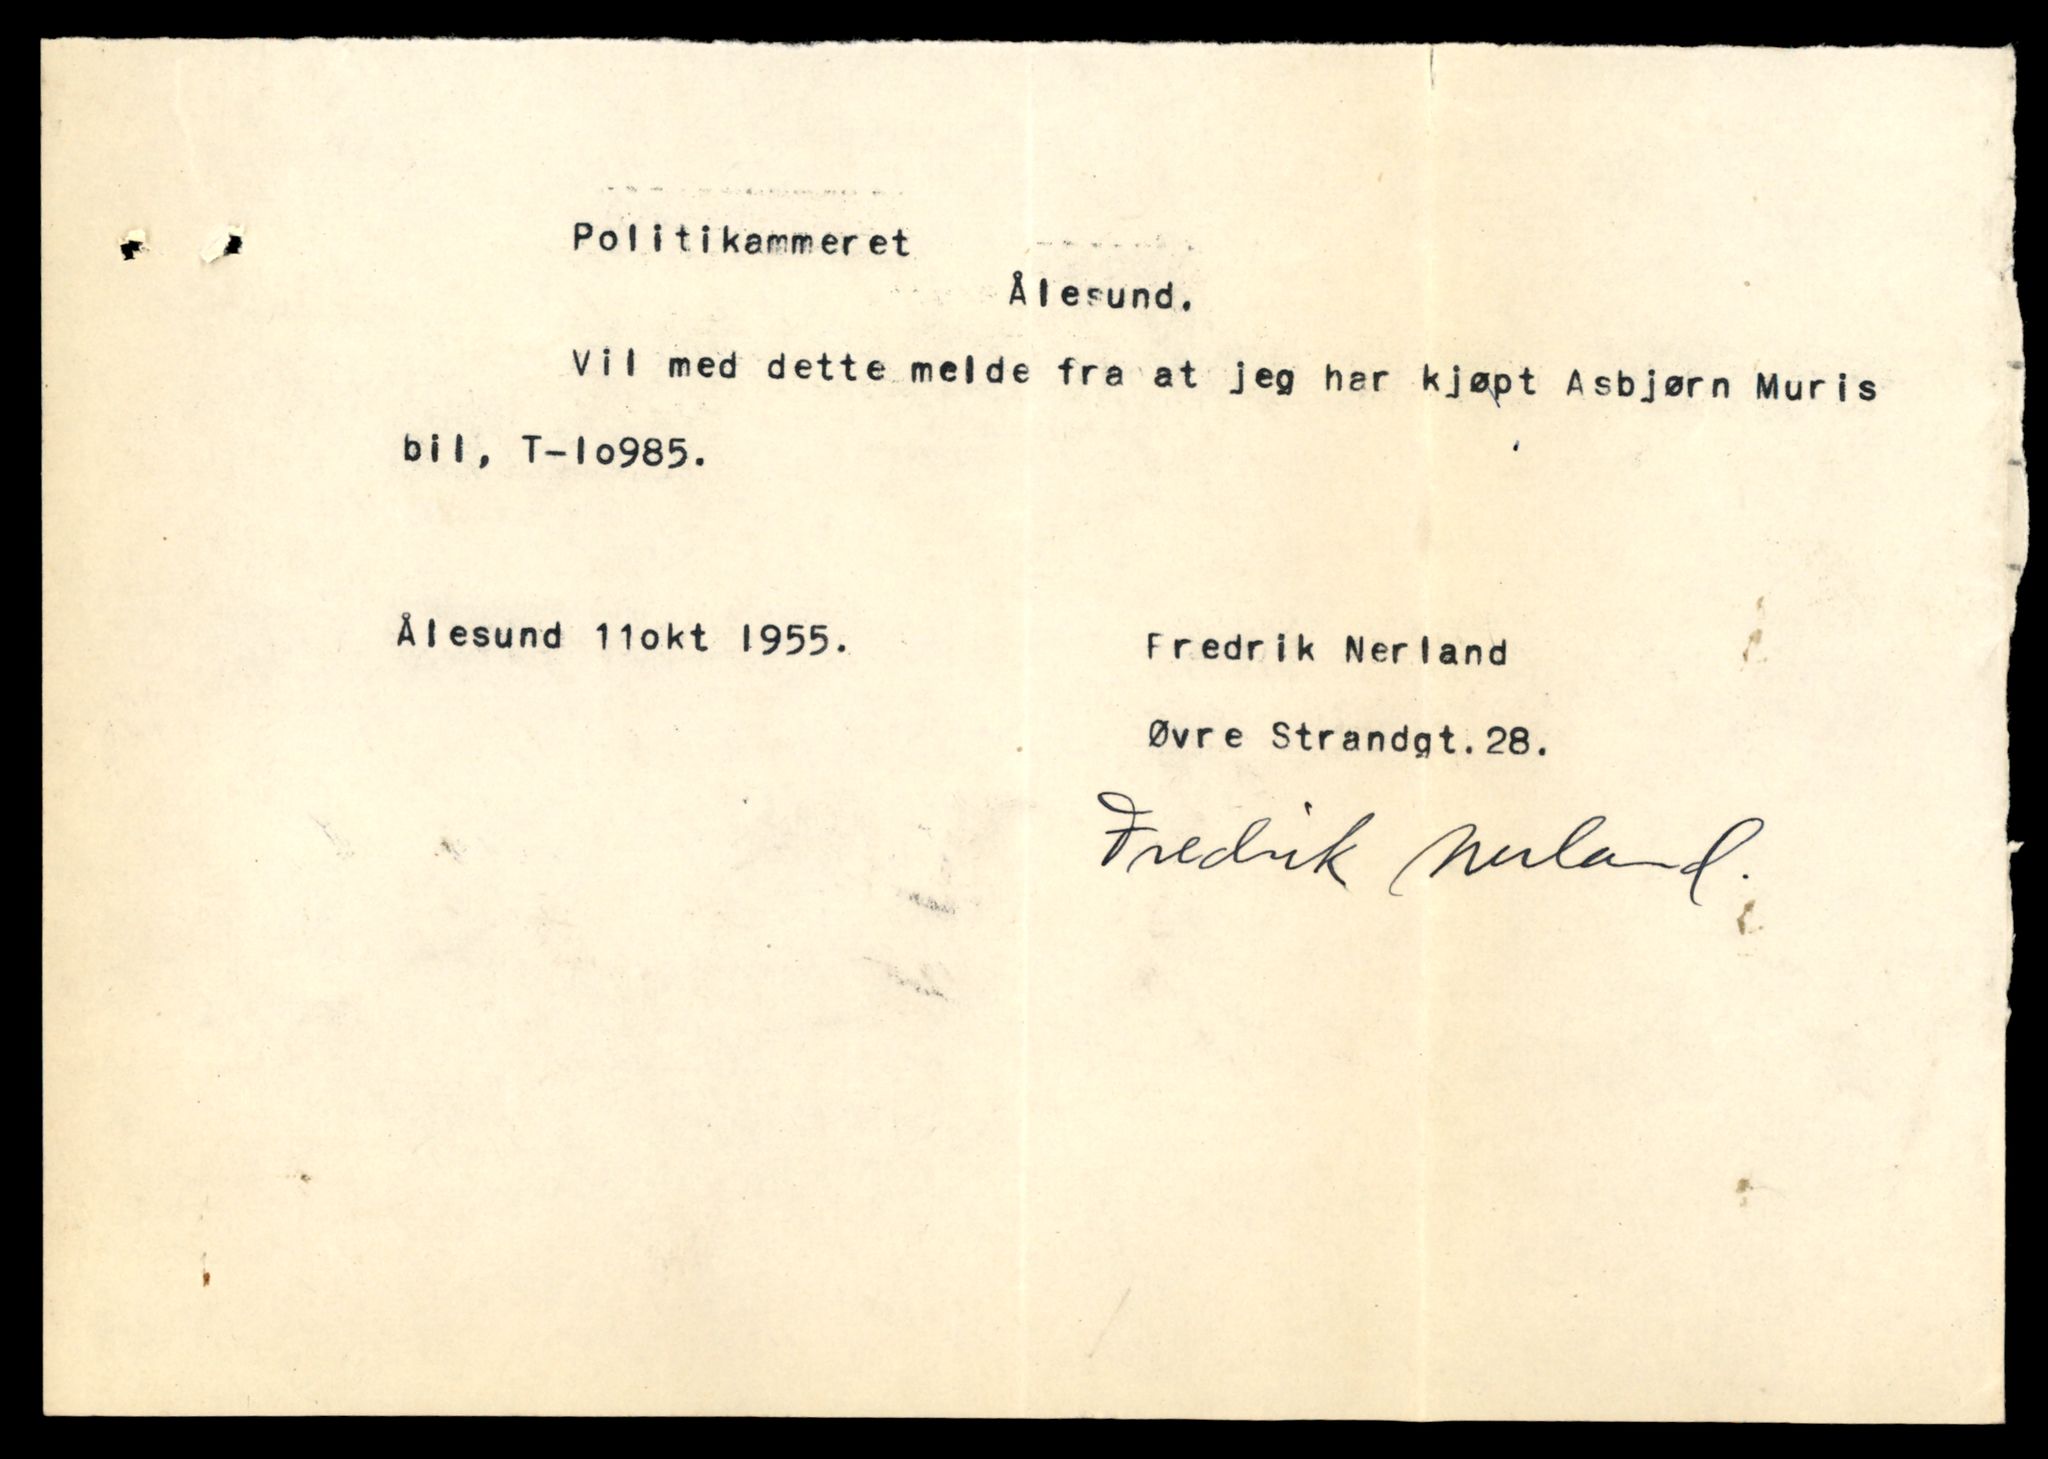 Politikammeret
Ålesund.
Vil med dette melde fra at jeg har kjøpt Asbjørn Muris
bil, T-lo985.
Ålesund 11okt 1955.
Fredrik Nerland
Øvre Strandgt.28.
Fredrik Nerland.